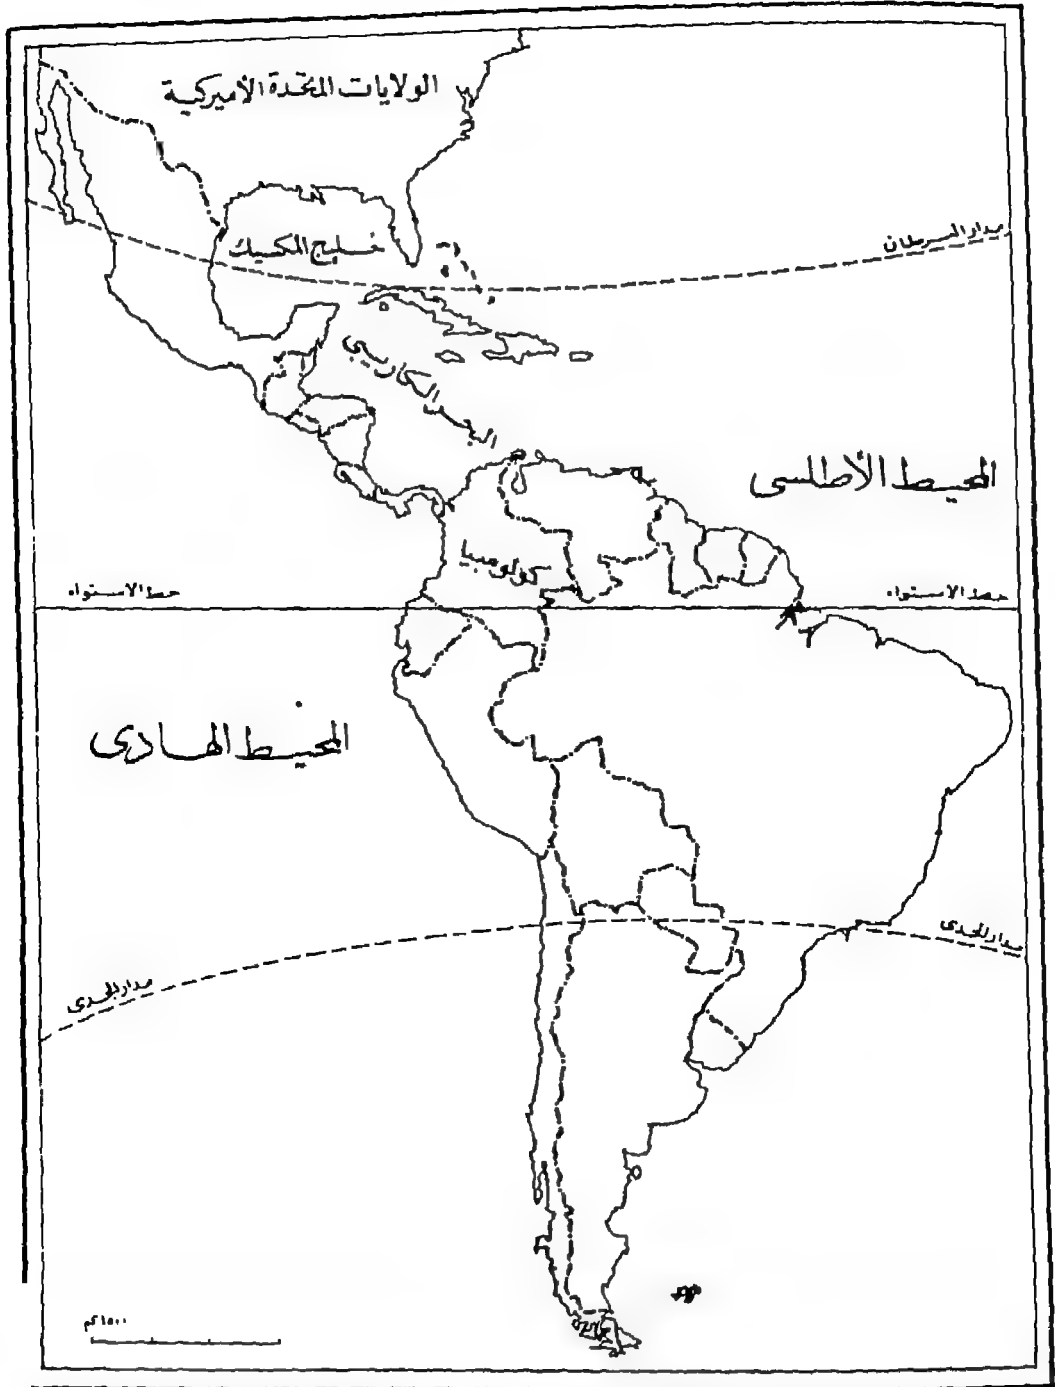 الولايات المتحدة الأميركية
مدار السرطان
خليج المكسيك
البحر الكاريبي
المحيط الأطلسى
كولومبيا
خط الاستواء
خط الاستواء
المحيط الهادى
مدار الجدى
مدار الجدى
١٥٠٠ كم